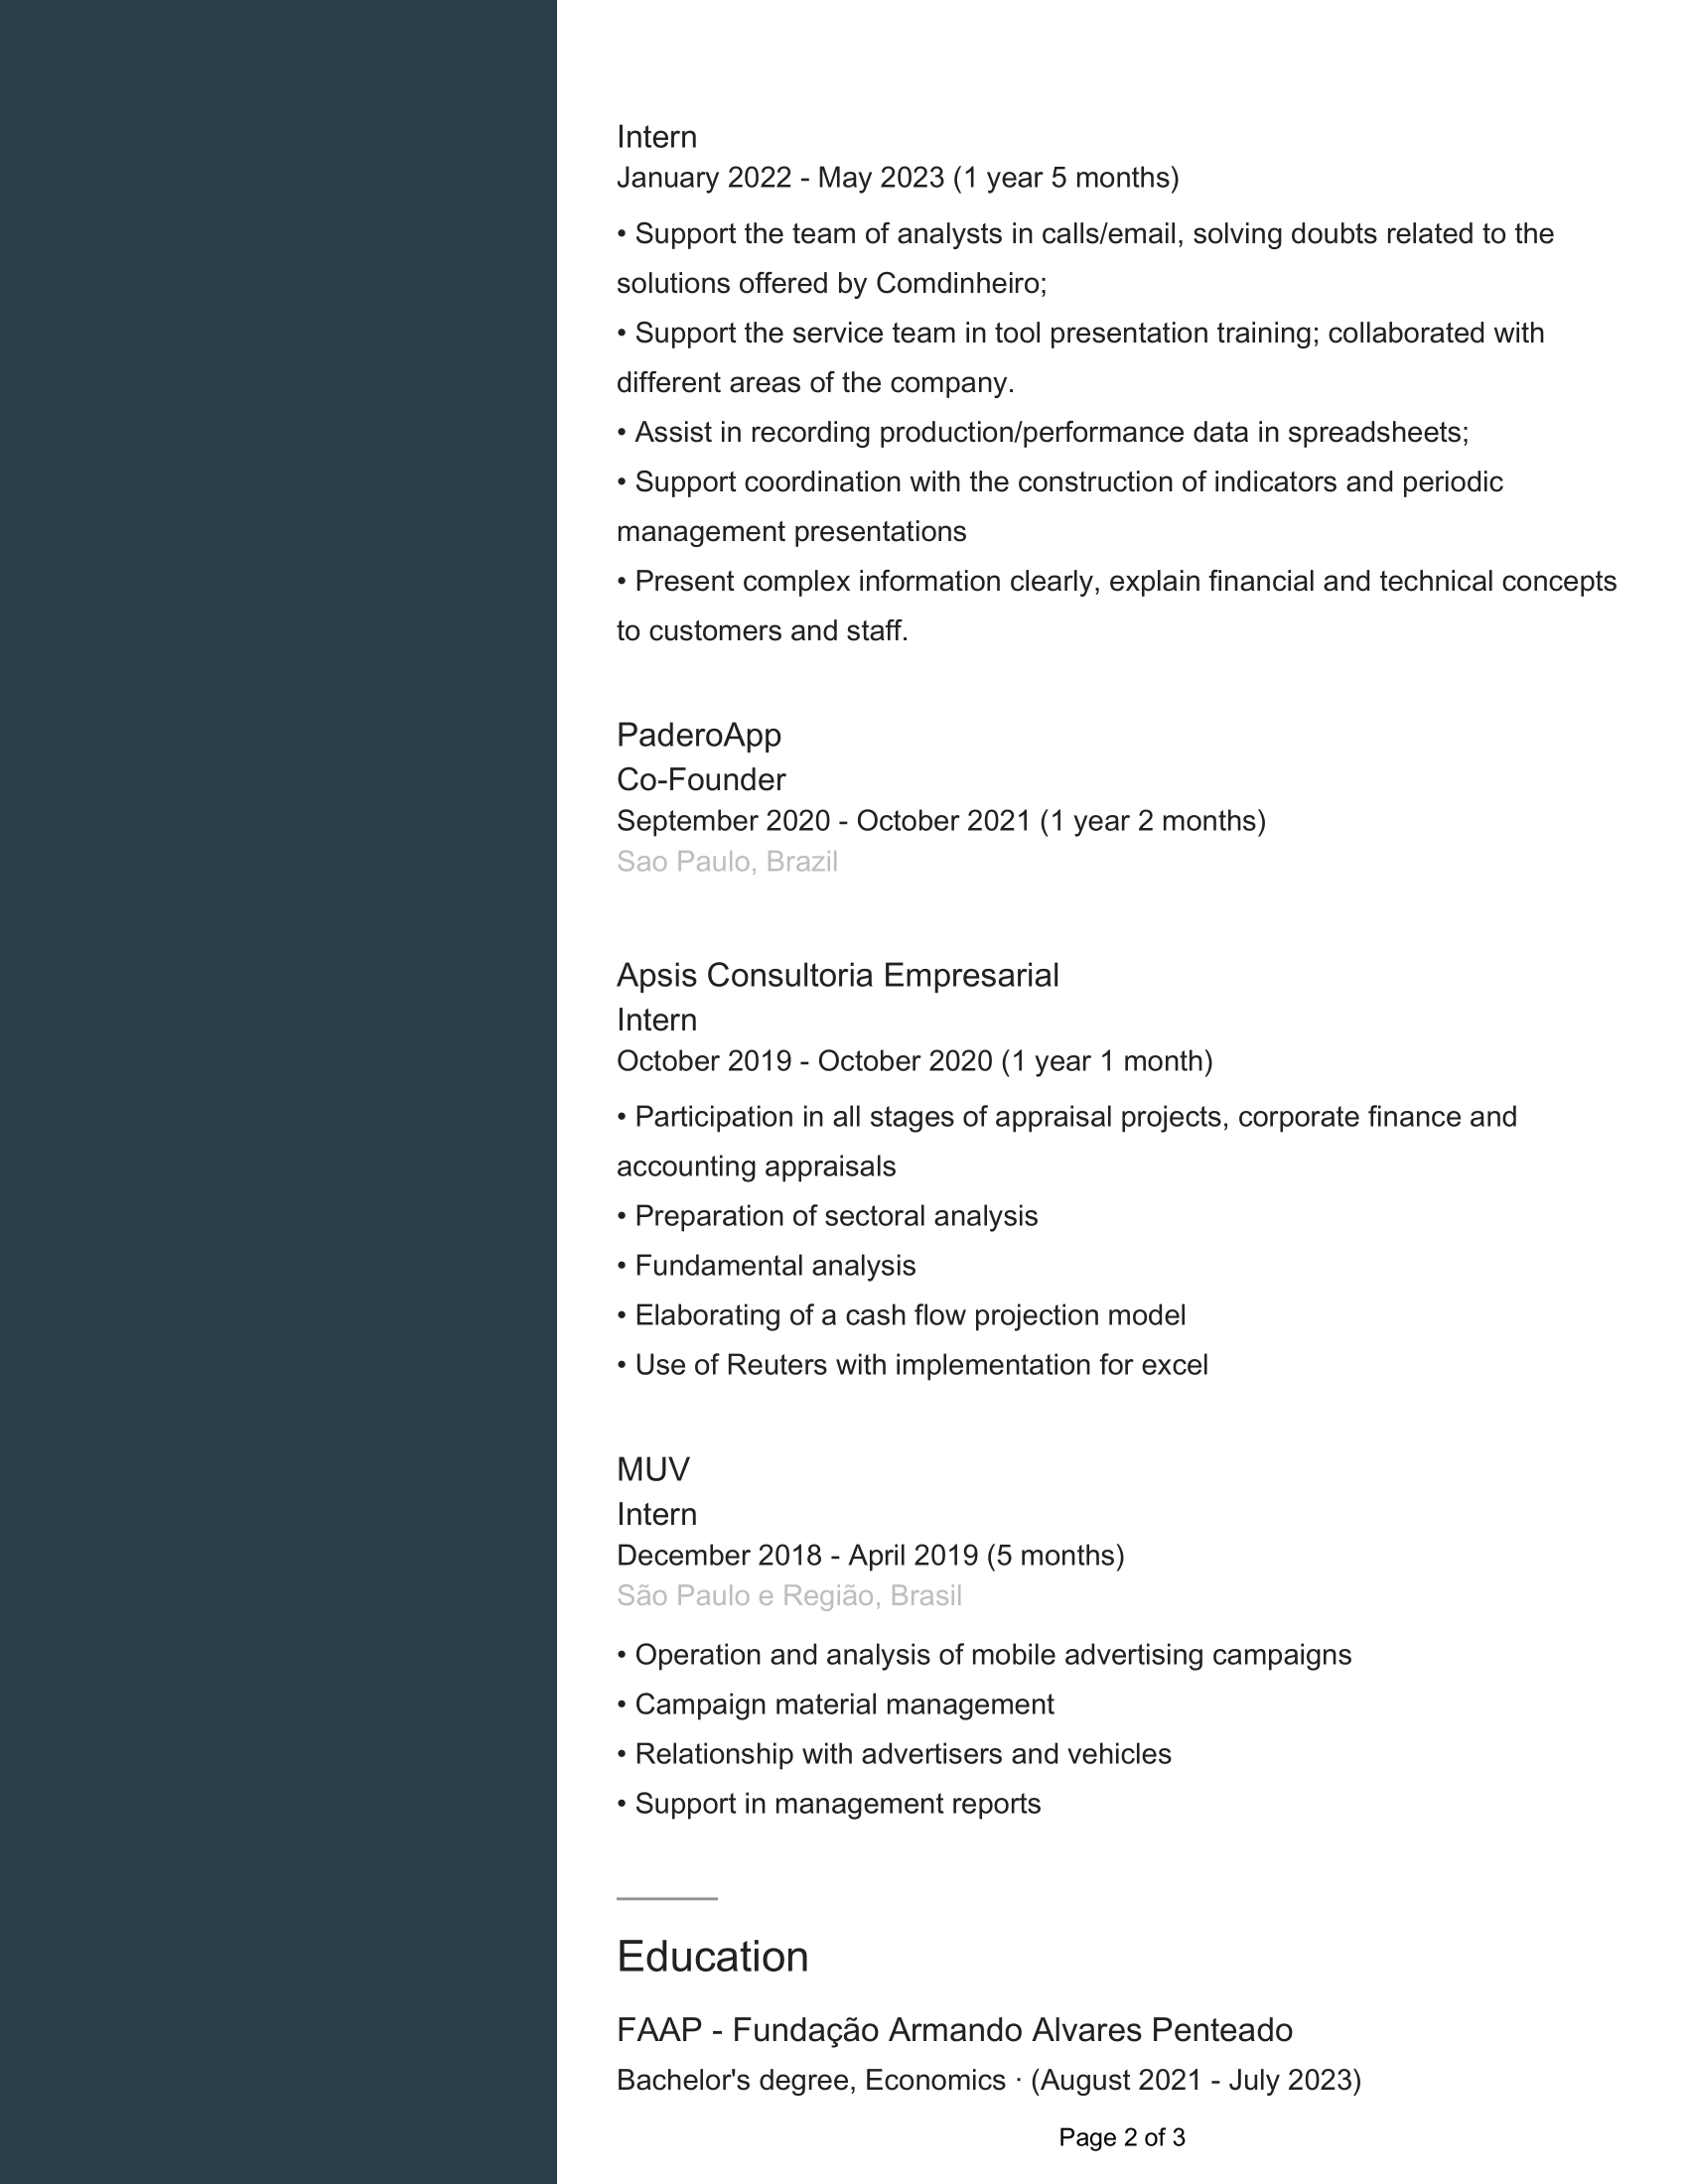 Intern
January 2022 - May 2023 (1 year 5 months)
• Support the team of analysts in calls/email, solving doubts related to the
solutions offered by Comdinheiro;
• Support the service team in tool presentation training; collaborated with
different areas of the company.
• Assist in recording production/performance data in spreadsheets;
• Support coordination with the construction of indicators and periodic
management presentations
• Present complex information clearly, explain financial and technical concepts
to customers and staff.
PaderoApp
Co-Founder
September 2020 - October 2021 (1 year 2 months)
Sao Paulo, Brazil
Apsis Consultoria Empresarial
Intern
October 2019 - October 2020 (1 year 1 month)
• Participation in all stages of appraisal projects, corporate finance and
accounting appraisals
• Preparation of sectoral analysis
• Fundamental analysis
• Elaborating of a cash flow projection model
• Use of Reuters with implementation for excel
MUV
Intern
December 2018 - April 2019 (5 months)
São Paulo e Região, Brasil
• Operation and analysis of mobile advertising campaigns
• Campaign material management
• Relationship with advertisers and vehicles
• Support in management reports
Education
FAAP - Fundação Armando Alvares Penteado
Bachelor's degree, Economics · (August 2021 - July 2023)
Page 2 of 3